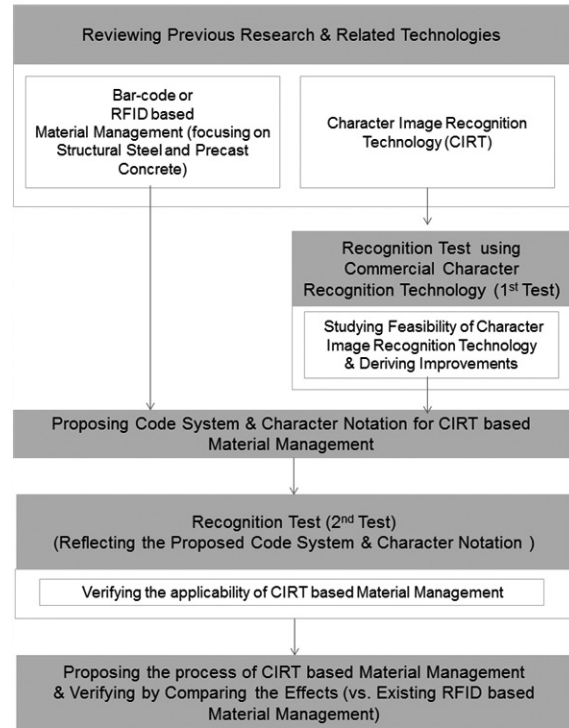 Reviewing Previous Research & Related Technologies
Bar-code or
RFID based
Material Management (focusing on
Structural Steel and Precast
Concrete)
Character Image Recognition
Technology (CIRT)
Recognition Test using
Commercial Character
Recognition Technology (1st Test)
Studying Feasibility of Character
Image Recognition Technology
& Deriving Improvements
Proposing Code System & Character Notation for CIRT based
Material Management
Recognition Test (2nd Test)
(Reflecting the Proposed Code System & Character Notation )
Verifying the applicability of CIRT based Material Management
Proposing the process of CIRT based Material Management
& Verifying by Comparing the Effects (vs. Existing RFID based
Material Management)